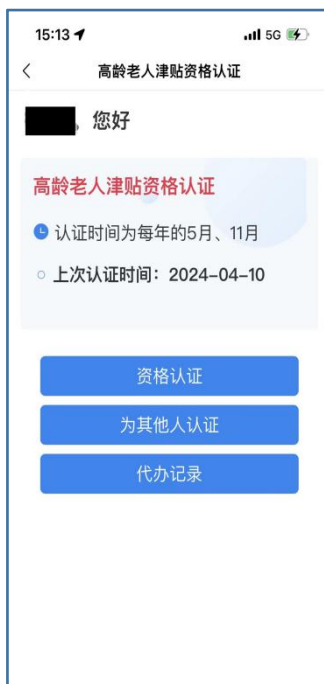 15:13
5G
高龄老人津贴资格认证
，您好
高龄老人津贴资格认证
认证时间为每年的5月、11月
上次认证时间：2024-04-10
资格认证
为其他人认证
代办记录